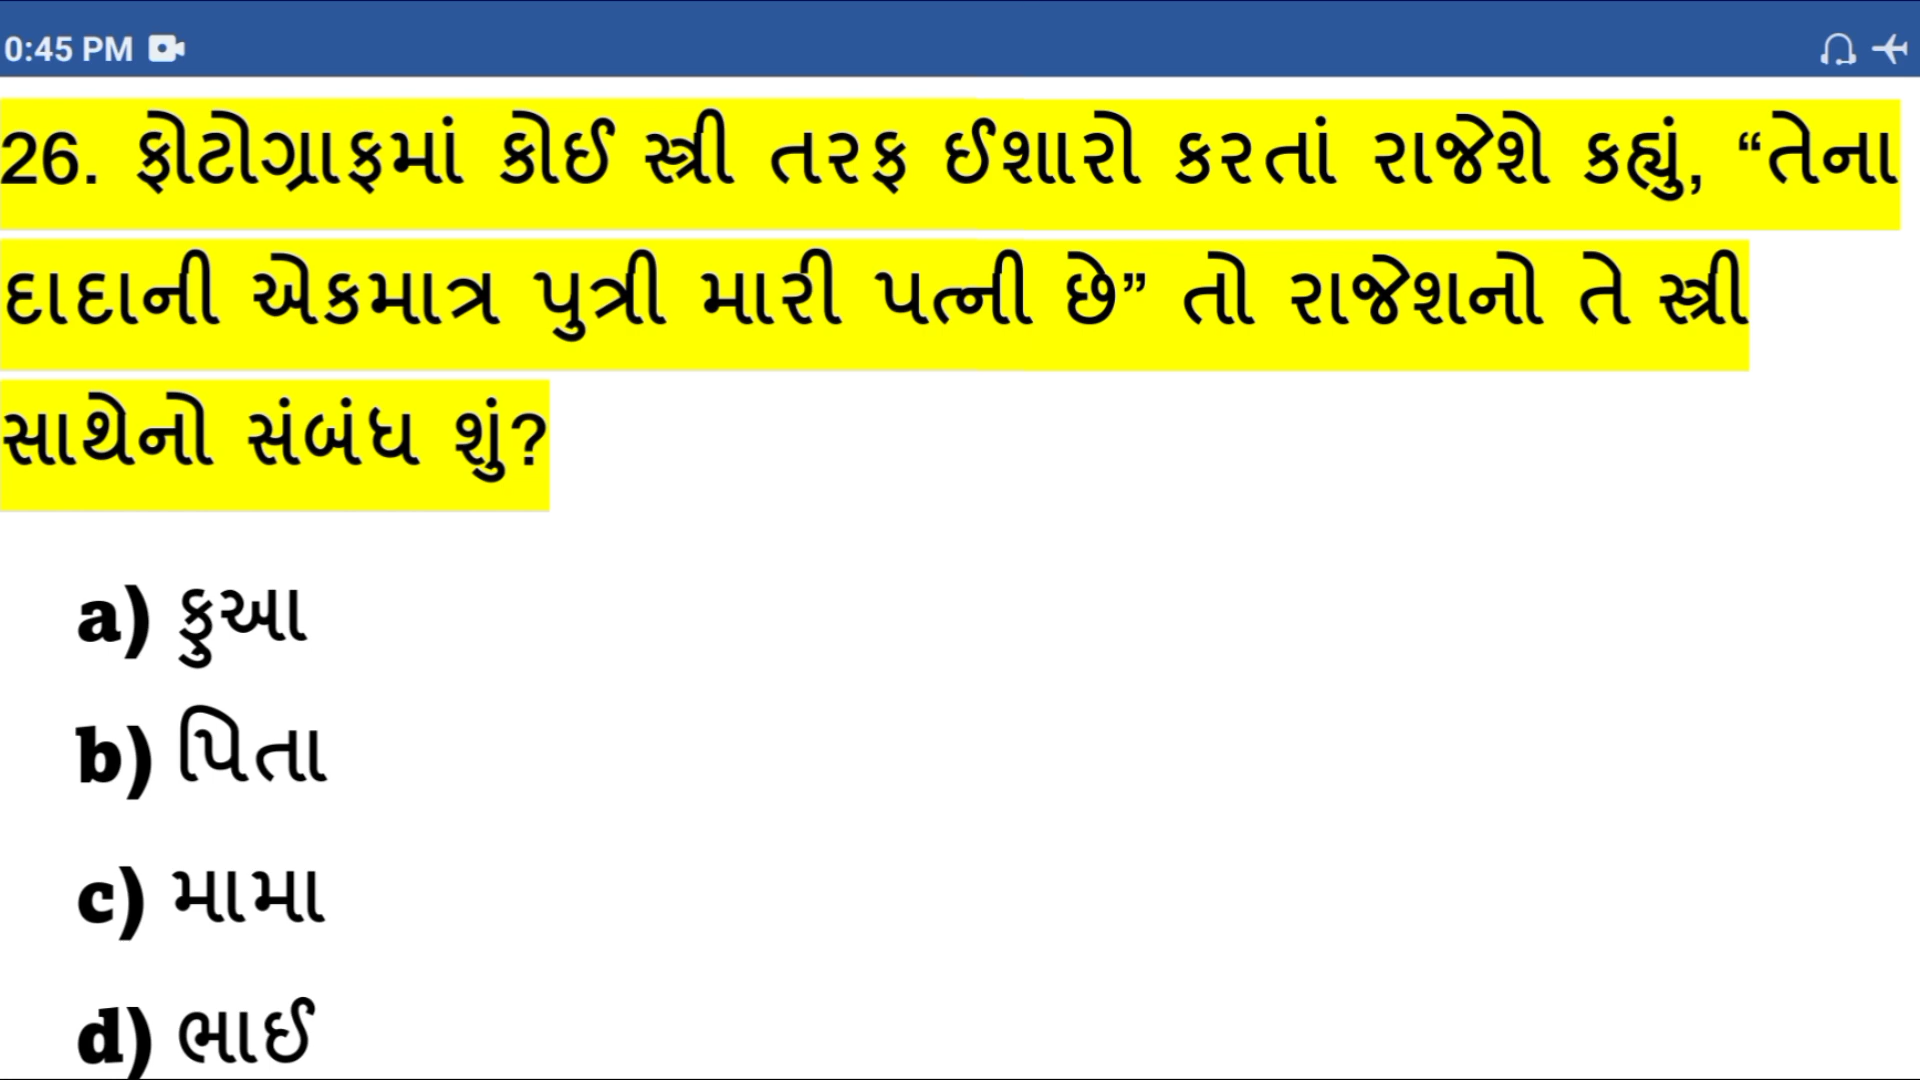 0:45 PM
26. ફોટોગ્રાફમાં કોઈ સ્ત્રી તરફ ઈશારો કરતાં રાજેશે કહ્યું, “તેના
દાદાની એકમાત્ર પુત્રી મારી પત્ની છે” તો રાજેશનો તે સ્ત્રી
સાથેનો સંબંધ શું?
a) ફુઆ
b) પિતા
c) મામા
d) ભાઈ